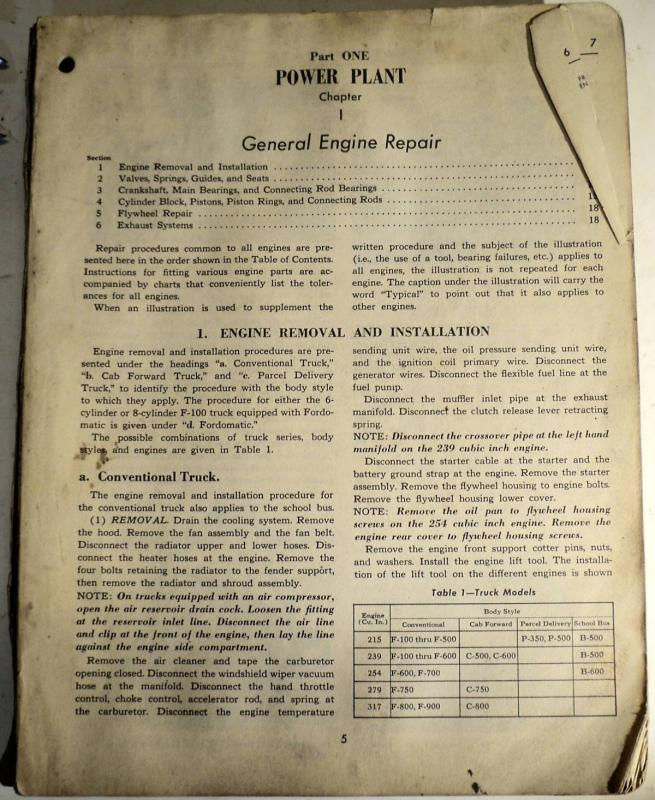 Part ONE
POWER PLANT
Chapter
I
General Engine Repair
Section
1 Engine Removal and Installation
2 Valves, Springs, Guides, and Seats
3 Crankshaft, Main Bearings, and Connecting Rod Bearings
4 Cylinder Block, Pistons, Piston Rings, and Connecting Rods
5 Flywheel Repair 18
6 Exhaust Systems 18
6 7
Repair procedures common to all engines are pre-
sented here in the order shown in the Table of Contents.
Instructions for fitting various engine parts are ac-
companied by charts that conveniently list the toler-
ances for all engines.
When an illustration is used to supplement the
written procedure and the subject of the illustration
(i.e., the use of a tool, bearing failures, etc.) applies to
all engines, the illustration is not repeated for each
engine. The caption under the illustration will carry the
word "Typical" to point out that it also applies to
other engines.
1. ENGINE REMOVAL AND INSTALLATION
Engine removal and installation procedures are pre-
sented under the headings "a. Conventional Truck,"
"b. Cab Forward Truck," and "c. Parcel Delivery
Truck," to identify the procedure with the body style
to which they apply. The procedure for either the 6-
cylinder or 8-cylinder F-100 truck equipped with Fordo-
matic is given under "d. Fordomatic."
The possible combinations of truck series, body
styles, and engines are given in Table 1.
a. Conventional Truck.
The engine removal and installation procedure for
the conventional truck also applies to the school bus.
(1) REMOVAL. Drain the cooling system. Remove
the hood. Remove the fan assembly and the fan belt.
Disconnect the radiator upper and lower hoses. Dis-
connect the heater hoses at the engine. Remove the
four bolts retaining the radiator to the fender support,
then remove the radiator and shroud assembly.
NOTE: On trucks equipped with an air compressor,
open the air reservoir drain cock. Loosen the fitting
at the reservoir inlet line. Disconnect the air line
and clip at the front of the engine, then lay the line
against the engine side compartment.
Remove the air cleaner and tape the carburetor
opening closed. Disconnect the windshield wiper vacuum
hose at the manifold. Disconnect the hand throttle
control, choke control, accelerator rod, and spring at
the carburetor. Disconnect the engine temperature
sending unit wire, the oil pressure sending unit wire,
and the ignition coil primary wire. Disconnect the
generator wires. Disconnect the flexible fuel line at the
fuel pump.
Disconnect the muffler inlet pipe at the exhaust
manifold. Disconnect the clutch release lever retracting
spring.
NOTE: Disconnect the crossover pipe at the left hand
manifold on the 239 cubic inch engine.
Disconnect the starter cable at the starter and the
battery ground strap at the engine. Remove the starter
assembly. Remove the flywheel housing to engine bolts.
Remove the flywheel housing lower cover.
NOTE: Remove the oil pan to flywheel housing
screws on the 254 cubic inch engine. Remove the
engine rear cover to flywheel housing screws.
Remove the engine front support cotter pins, nuts,
and washers. Install the engine lift tool. The installa-
tion of the lift tool on the different engines is shown
Table 1—Truck Models
Engine (Cu. In.) Body Style
Conventional Cab Forward Parcel Delivery School Bus
215 F-100 thru F-500 P-350, P-500 B-500
239 F-100 thru F-600 C-500, C-600 B-500
254 F-600, F-700 B-600
279 F-750 C-750
317 F-800, F-900 C-800
5